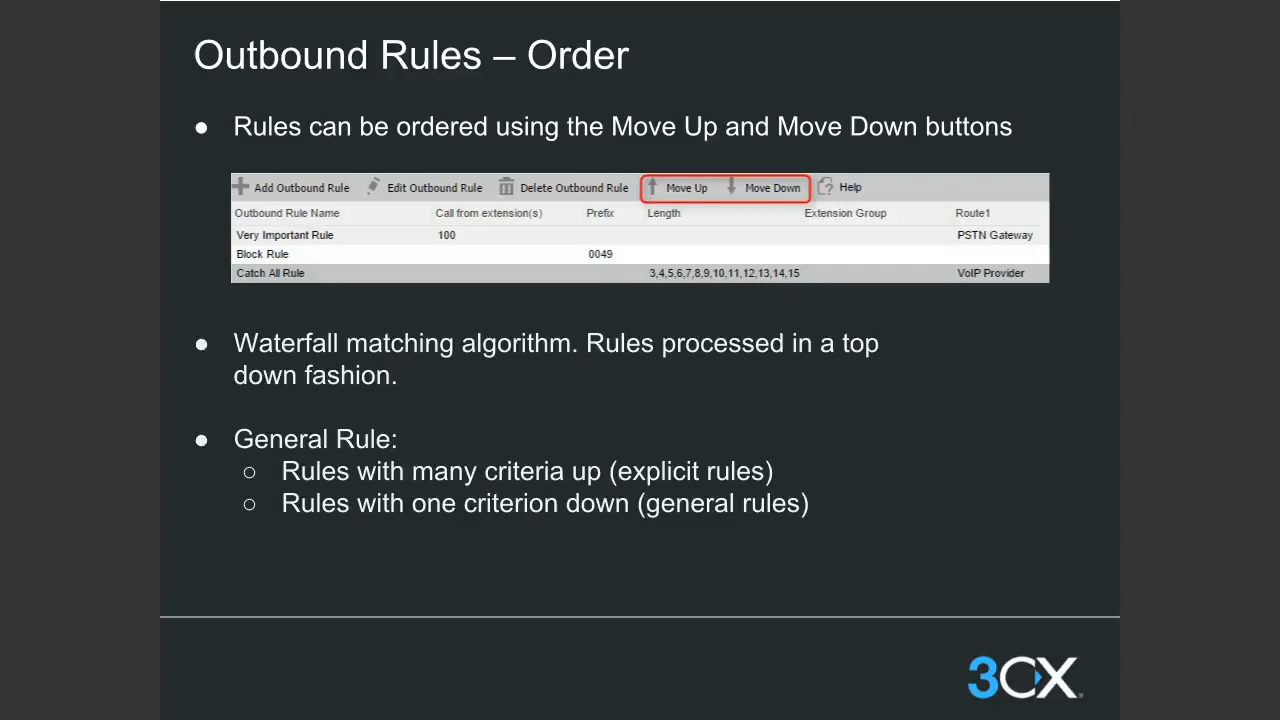 Outbound Rules – Order
● Rules can be ordered using the Move Up and Move Down buttons
Add Outbound Rule Edit Outbound Rule Delete Outbound Rule Move Up Move Down Help
Outbound Rule Name Call from extension(s) Prefix Length Extension Group Route1
Very Important Rule 100 PSTN Gateway
Block Rule 0049
Catch All Rule 3,4,5,6,7,8,9,10,11,12,13,14,15 VoIP Provider
● Waterfall matching algorithm. Rules processed in a top
down fashion.
● General Rule:
○ Rules with many criteria up (explicit rules)
○ Rules with one criterion down (general rules)
3CX